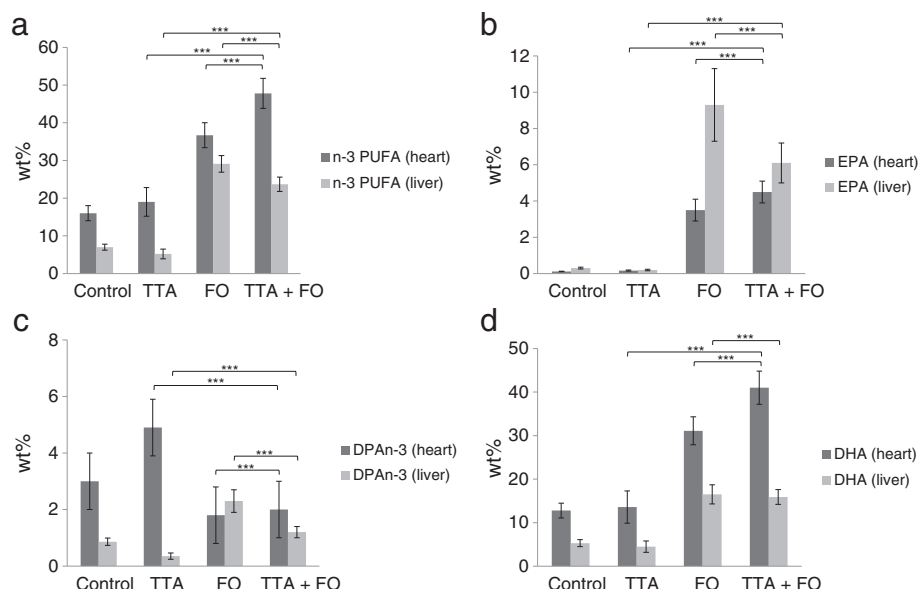 a
***
***
***
***
60
50
40
30
20
10
0
wt%
Control TTA FO TTA + FO
n-3 PUFA (heart)
n-3 PUFA (liver)
b
***
***
***
***
12
10
8
6
4
2
0
wt%
Control TTA FO TTA + FO
EPA (heart)
EPA (liver)
c
8
6
4
2
0
wt%
***
***
***
***
Control TTA FO TTA + FO
DPAn-3 (heart)
DPAn-3 (liver)
d
***
***
***
50
40
30
20
10
0
wt%
Control TTA FO TTA + FO
DHA (heart)
DHA (liver)